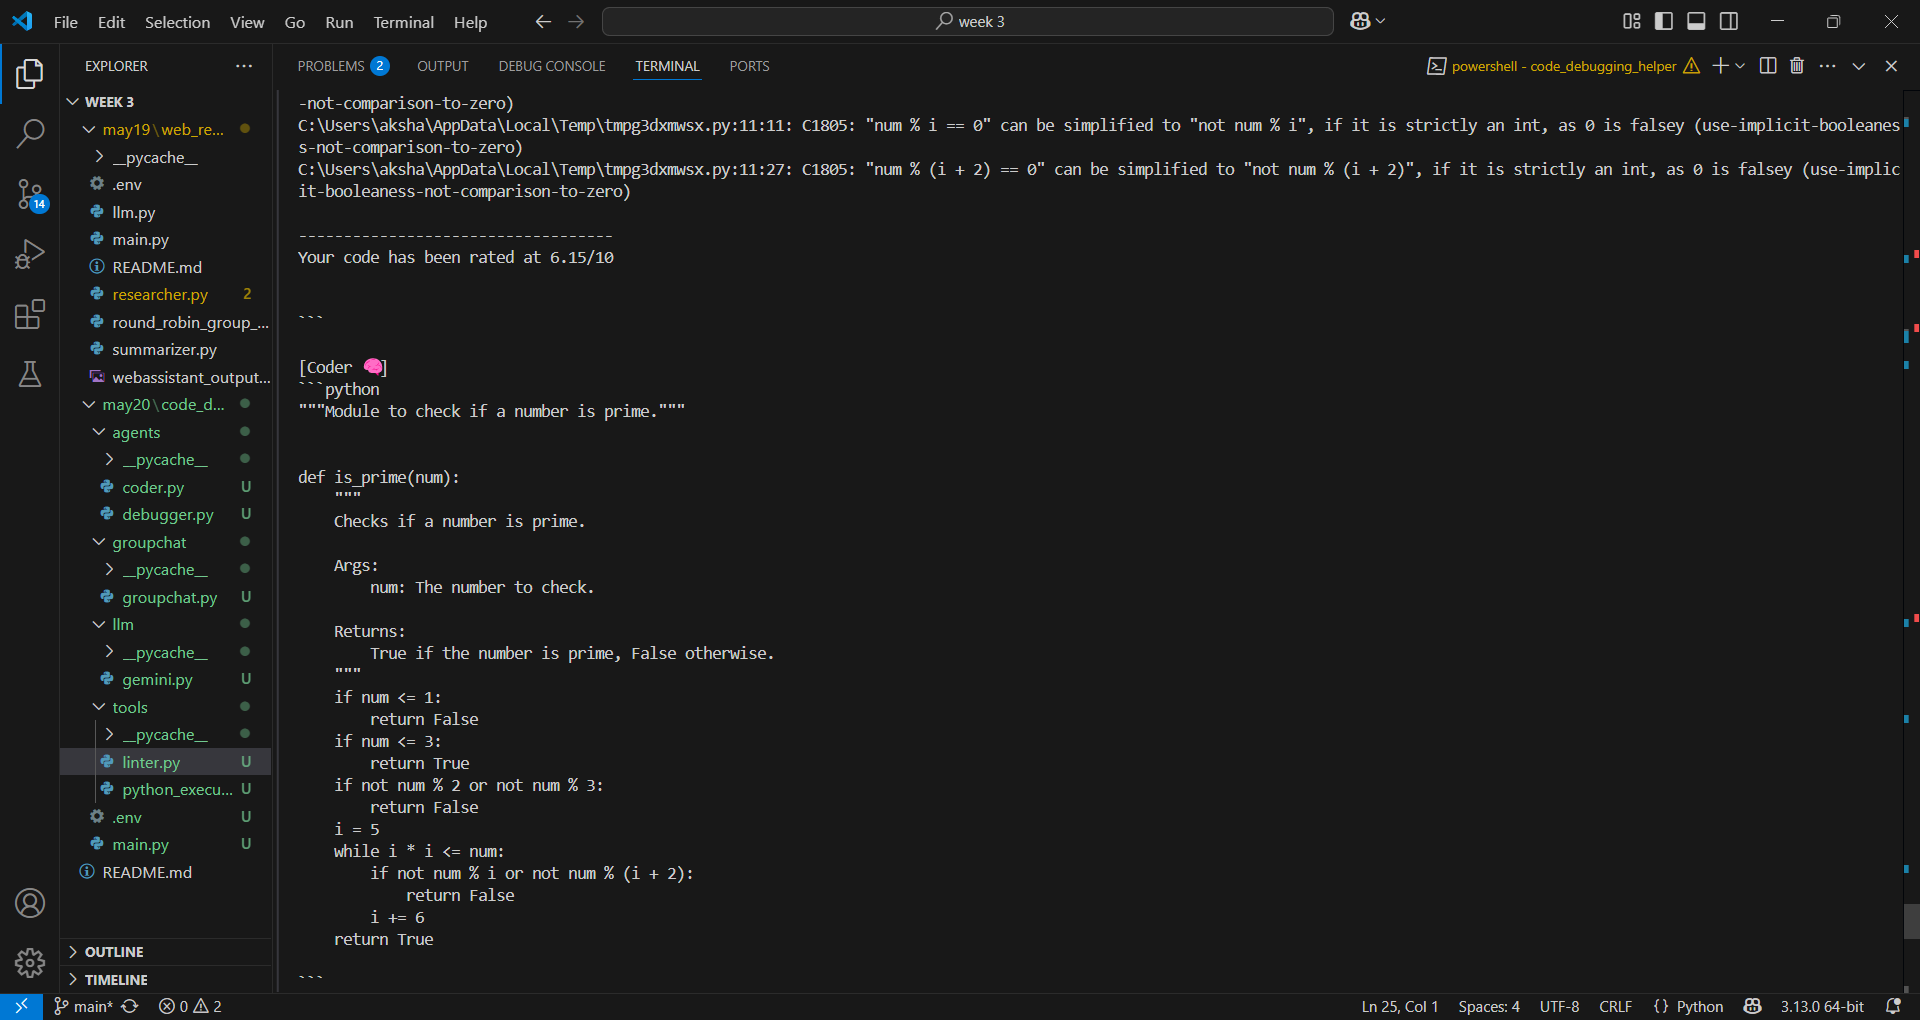 File Edit Selection View Go Run Terminal Help
week 3
EXPLORER
WEEK 3
may19\web_re...
__pycache__
.env
llm.py
main.py
README.md
researcher.py 2
round_robin_group_...
summarizer.py
webassistant_output...
may20\code_d...
agents
__pycache__
coder.py U
debugger.py U
groupchat
__pycache__
groupchat.py U
llm
__pycache__
gemini.py U
tools
__pycache__
linter.py U
python_execu... U
.env U
main.py U
README.md
OUTLINE
TIMELINE
14
PROBLEMS 2 OUTPUT DEBUG CONSOLE TERMINAL PORTS
powershell - code_debugging_helper
-not-comparison-to-zero)
C:\Users\aksha\AppData\Local\Temp\tmpg3dxmwsx.py:11:11: C1805: "num % i == 0" can be simplified to "not num % i", if it is strictly an int, as 0 is falsey (use-implicit-booleanes
s-not-comparison-to-zero)
C:\Users\aksha\AppData\Local\Temp\tmpg3dxmwsx.py:11:27: C1805: "num % (i + 2) == 0" can be simplified to "not num % (i + 2)", if it is strictly an int, as 0 is falsey (use-implic
it-booleaness-not-comparison-to-zero)
-----------------------------------
Your code has been rated at 6.15/10
```
[Coder 🧠]
```python
"""Module to check if a number is prime."""
def is_prime(num):
"""
Checks if a number is prime.
Args:
num: The number to check.
Returns:
True if the number is prime, False otherwise.
"""
if num <= 1:
return False
if num <= 3:
return True
if not num % 2 or not num % 3:
return False
i = 5
while i * i <= num:
if not num % i or not num % (i + 2):
return False
i += 6
return True
```
main* 0 2
Ln 25, Col 1 Spaces: 4 UTF-8 CRLF {} Python 3.13.0 64-bit